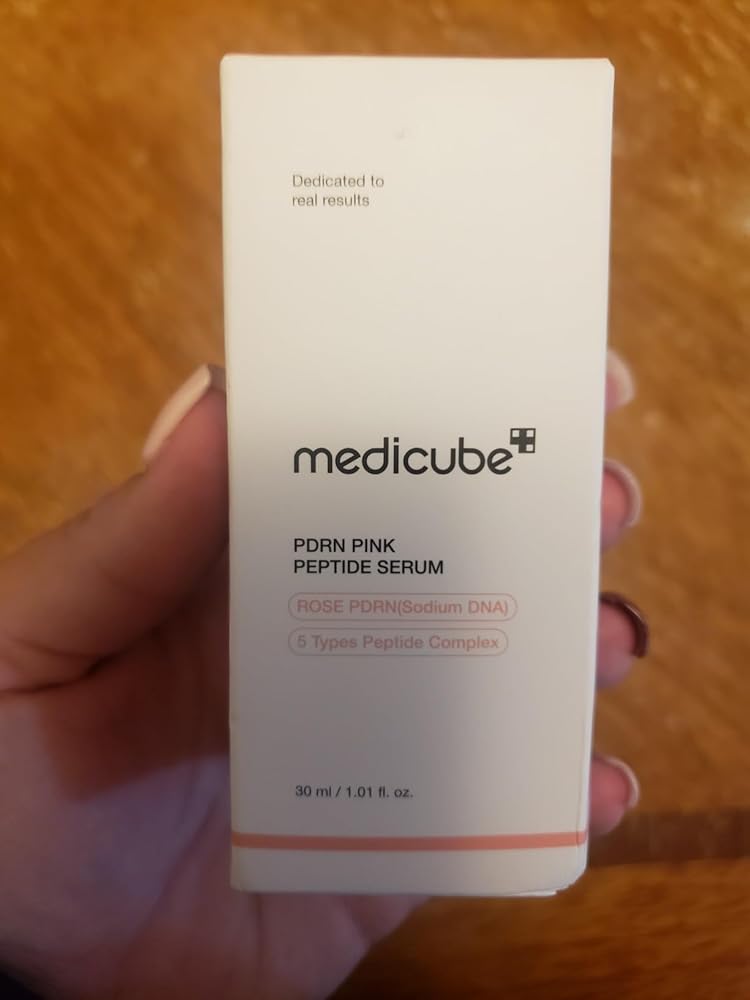 Dedicated to
real results
medicube
PDRN PINK
PEPTIDE SERUM
ROSE PDRN(Sodium DNA)
5 Types Peptide Complex
30 ml / 1.01 fl. oz.